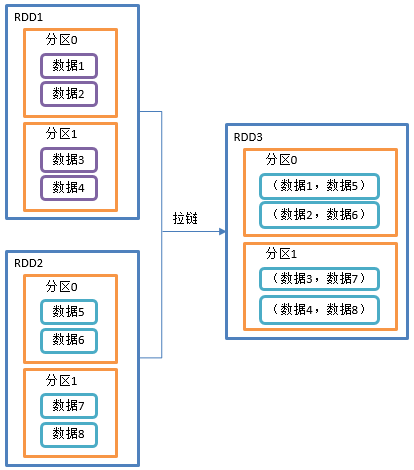 RDD1
分区0
数据1
数据2
分区1
数据3
数据4
RDD2
分区0
数据5
数据6
分区1
数据7
数据8
拉链
RDD3
分区0
（数据1，数据5）
（数据2，数据6）
分区1
（数据3，数据7）
（数据4，数据8）